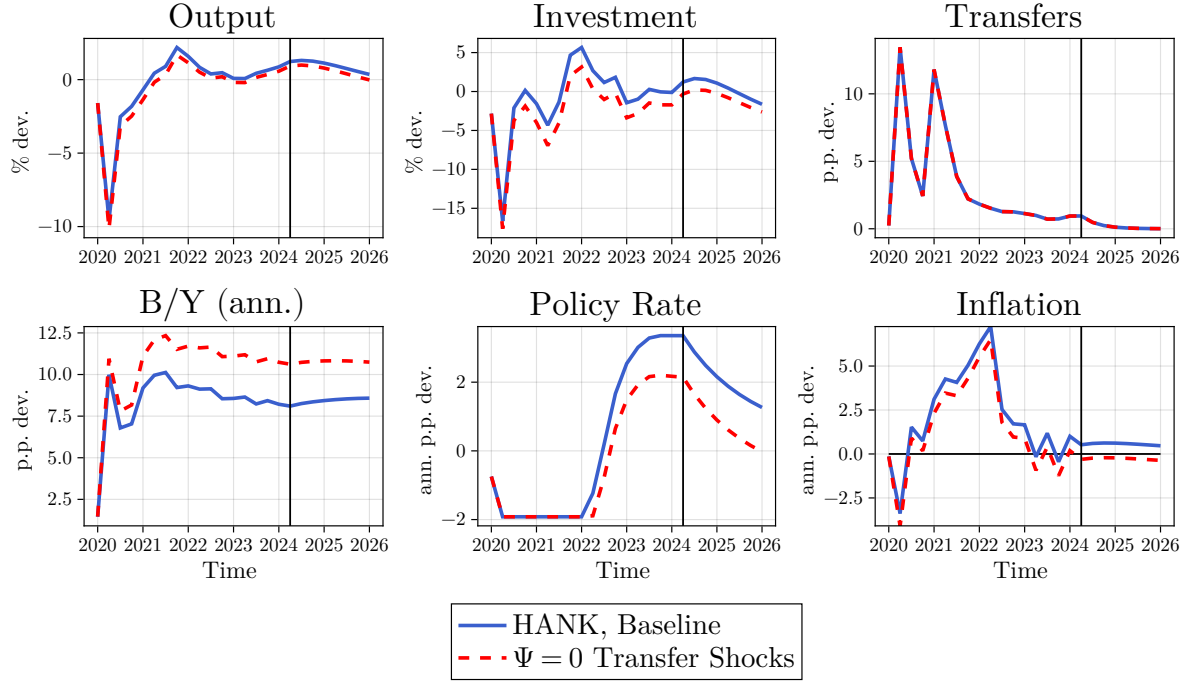 Output
% dev.
0
−5
−10
2020 2021 2022 2023 2024 2025 2026
Investment
% dev.
5
0
−5
−10
−15
2020 2021 2022 2023 2024 2025 2026
Transfers
p.p. dev.
10
5
0
2020 2021 2022 2023 2024 2025 2026
B/Y (ann.)
p.p. dev.
12.5
10.0
7.5
5.0
2.5
2020 2021 2022 2023 2024 2025 2026
Time
Policy Rate
ann. p.p. dev.
2
0
−2
2020 2021 2022 2023 2024 2025 2026
Time
Inflation
ann. p.p. dev.
5.0
2.5
0.0
−2.5
2020 2021 2022 2023 2024 2025 2026
Time
HANK, Baseline
Ψ = 0 Transfer Shocks